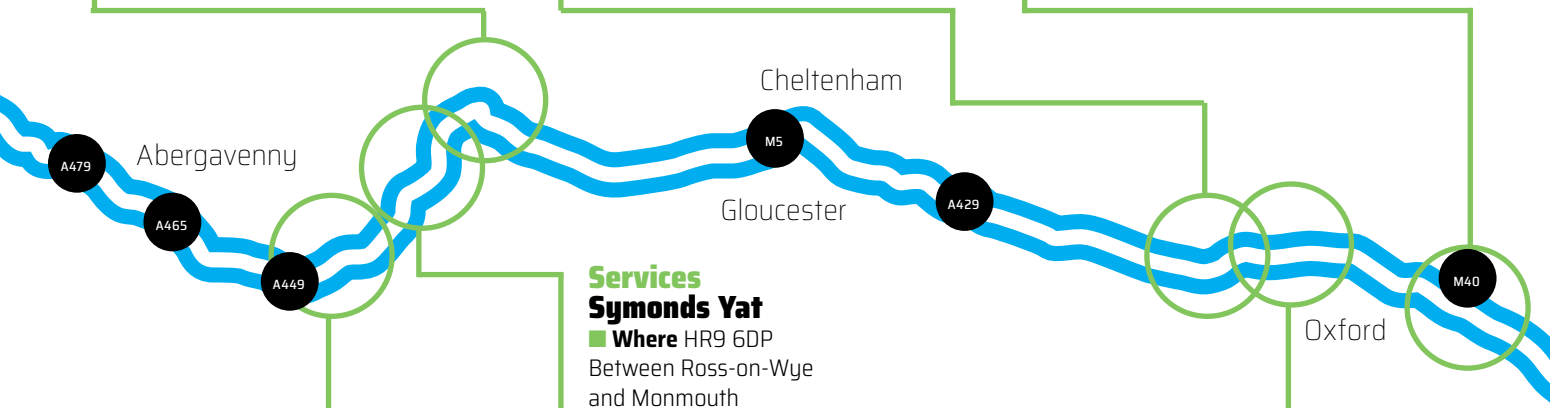 Cheltenham
M5
Abergavenny
A479
A429
Gloucester
A465
Services
A449
M40
Symonds Yat
Oxford
Where HR9 6DP
Between Ross-on-Wye
and Monmouth